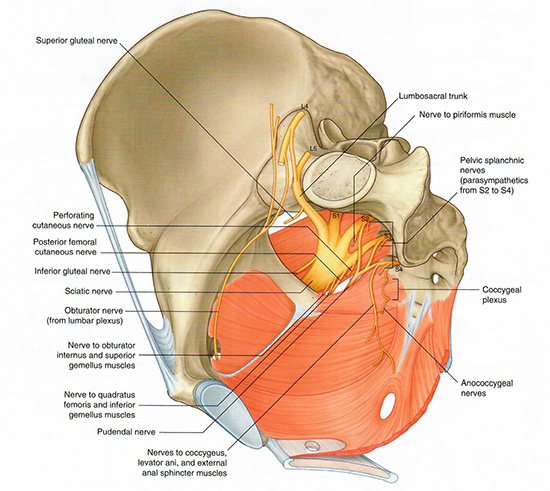 Superior gluteal nerve
L4
Lumbosacral trunk
Nerve to piriformis muscle
L5
Pelvic splanchnic
nerves
(parasympathetics
from S2 to S4)
S1
S2
S3
S4
Perforating
cutaneous nerve
Posterior femoral
cutaneous nerve
Inferior gluteal nerve
Sciatic nerve
Obturator nerve
(from lumbar plexus)
Coccygeal
plexus
Nerve to obturator
internus and superior
gemellus muscles
Anococcygeal
nerves
Nerve to quadratus
femoris and inferior
gemellus muscles
Pudendal nerve
Nerves to coccygeus,
levator ani, and external
anal sphincter muscles